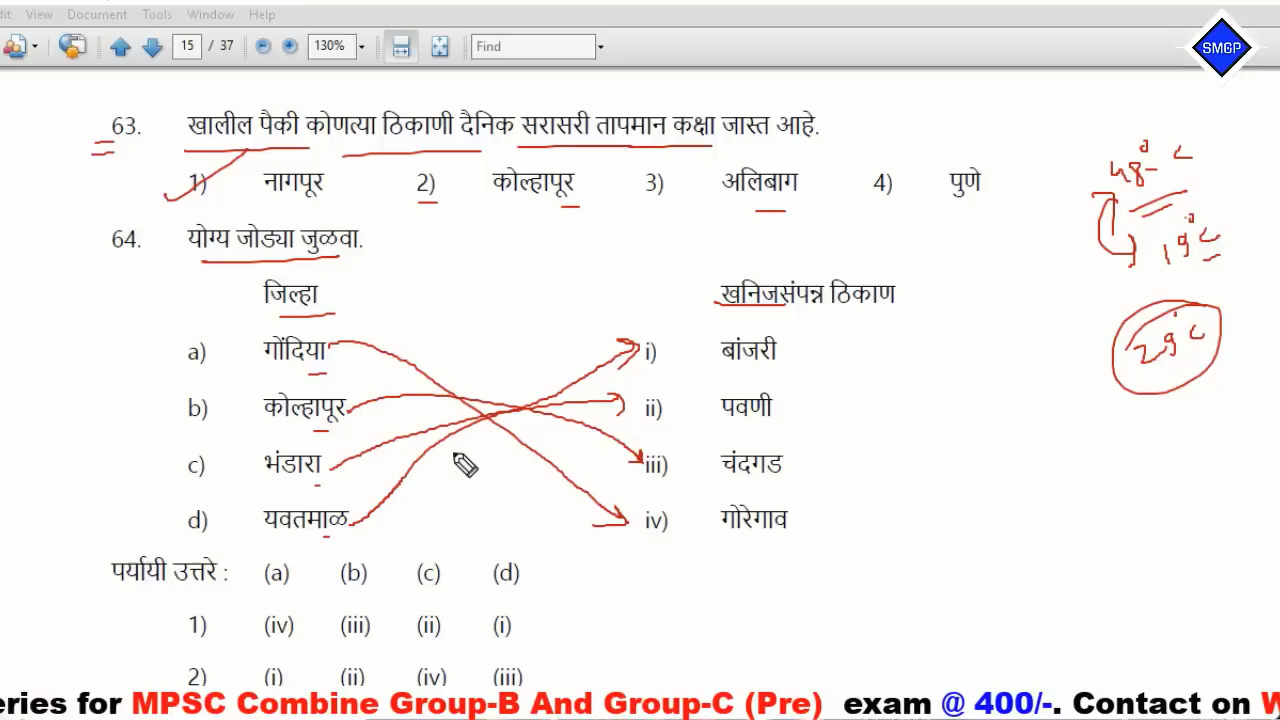 dit View Document Tools Window Help
15 / 37 130% Find
SMGP
63. खालील पैकी कोणत्या ठिकाणी दैनिक सरासरी तापमान कक्षा जास्त आहे.
1) नागपूर 2) कोल्हापूर 3) अलिबाग 4) पुणे
48° C
19° C
29° C
64. योग्य जोड्या जुळवा.
जिल्हा खनिजसंपन्न ठिकाण
a) गोंदिया i) बांजरी
b) कोल्हापूर ii) पवणी
c) भंडारा iii) चंदगड
d) यवतमाळ iv) गोरेगाव
पर्यायी उत्तरे : (a) (b) (c) (d)
1) (iv) (iii) (ii) (i)
2) (i) (ii) (iv) (iii)
eries for MPSC Combine Group-B And Group-C (Pre) exam @ 400/-. Contact on W